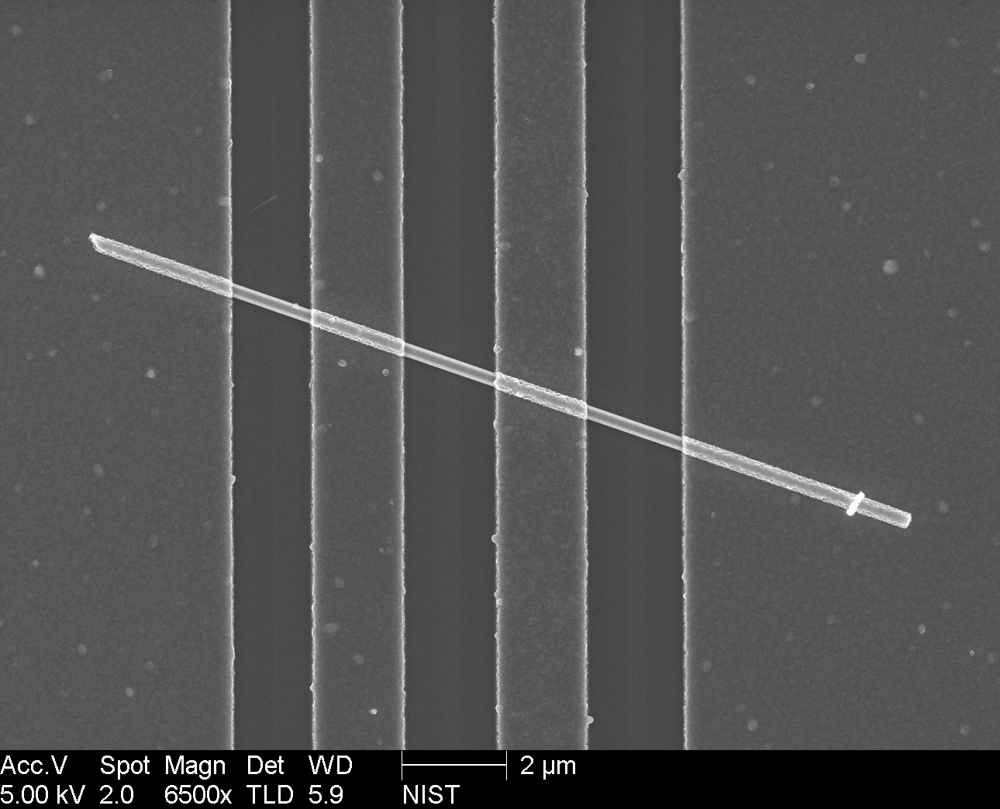 Acc.V Spot Magn Det WD 2 µm
5.00 kV 2.0 6500x TLD 5.9 NIST